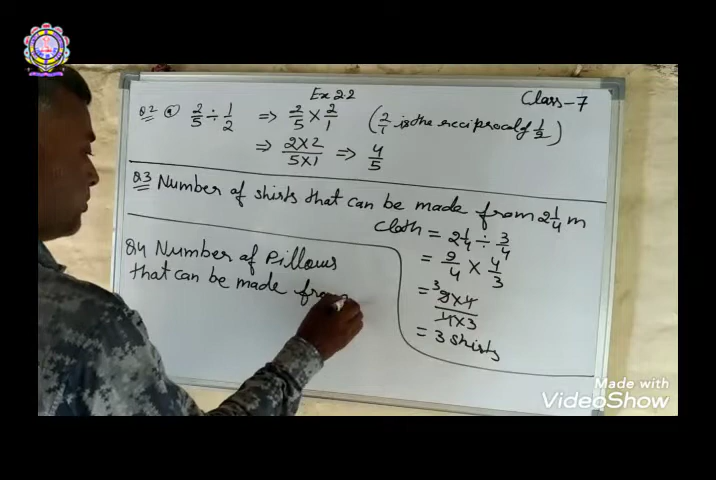 Ex 2.2
Class-7
Q2 a) 2/5 ÷ 1/2 => 2/5 × 2/1 (2/1 is the reciprocal of 1/2)
=> 2×2/5×1 => 4/5
Q3 Number of shirts that can be made from 2 1/4 m
cloth = 2 1/4 ÷ 3/4
= 9/4 × 4/3
= 3 9×4/4×3
= 3 shirts
Q4 Number of Pillows
that can be made from
Made with
VideoShow